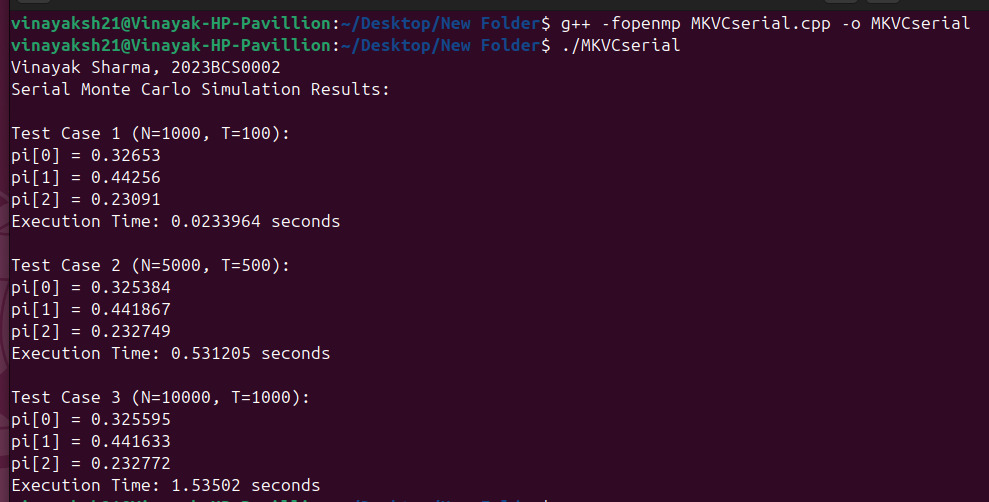 vinayaksh21@Vinayak-HP-Pavillion:~/Desktop/New Folder$ g++ -fopenmp MKVCserial.cpp -o MKVCserial
vinayaksh21@Vinayak-HP-Pavillion:~/Desktop/New Folder$ ./MKVCserial
Vinayak Sharma, 2023BCS0002
Serial Monte Carlo Simulation Results:

Test Case 1 (N=1000, T=100):
pi[0] = 0.32653
pi[1] = 0.44256
pi[2] = 0.23091
Execution Time: 0.0233964 seconds

Test Case 2 (N=5000, T=500):
pi[0] = 0.325384
pi[1] = 0.441867
pi[2] = 0.232749
Execution Time: 0.531205 seconds

Test Case 3 (N=10000, T=1000):
pi[0] = 0.325595
pi[1] = 0.441633
pi[2] = 0.232772
Execution Time: 1.53502 seconds